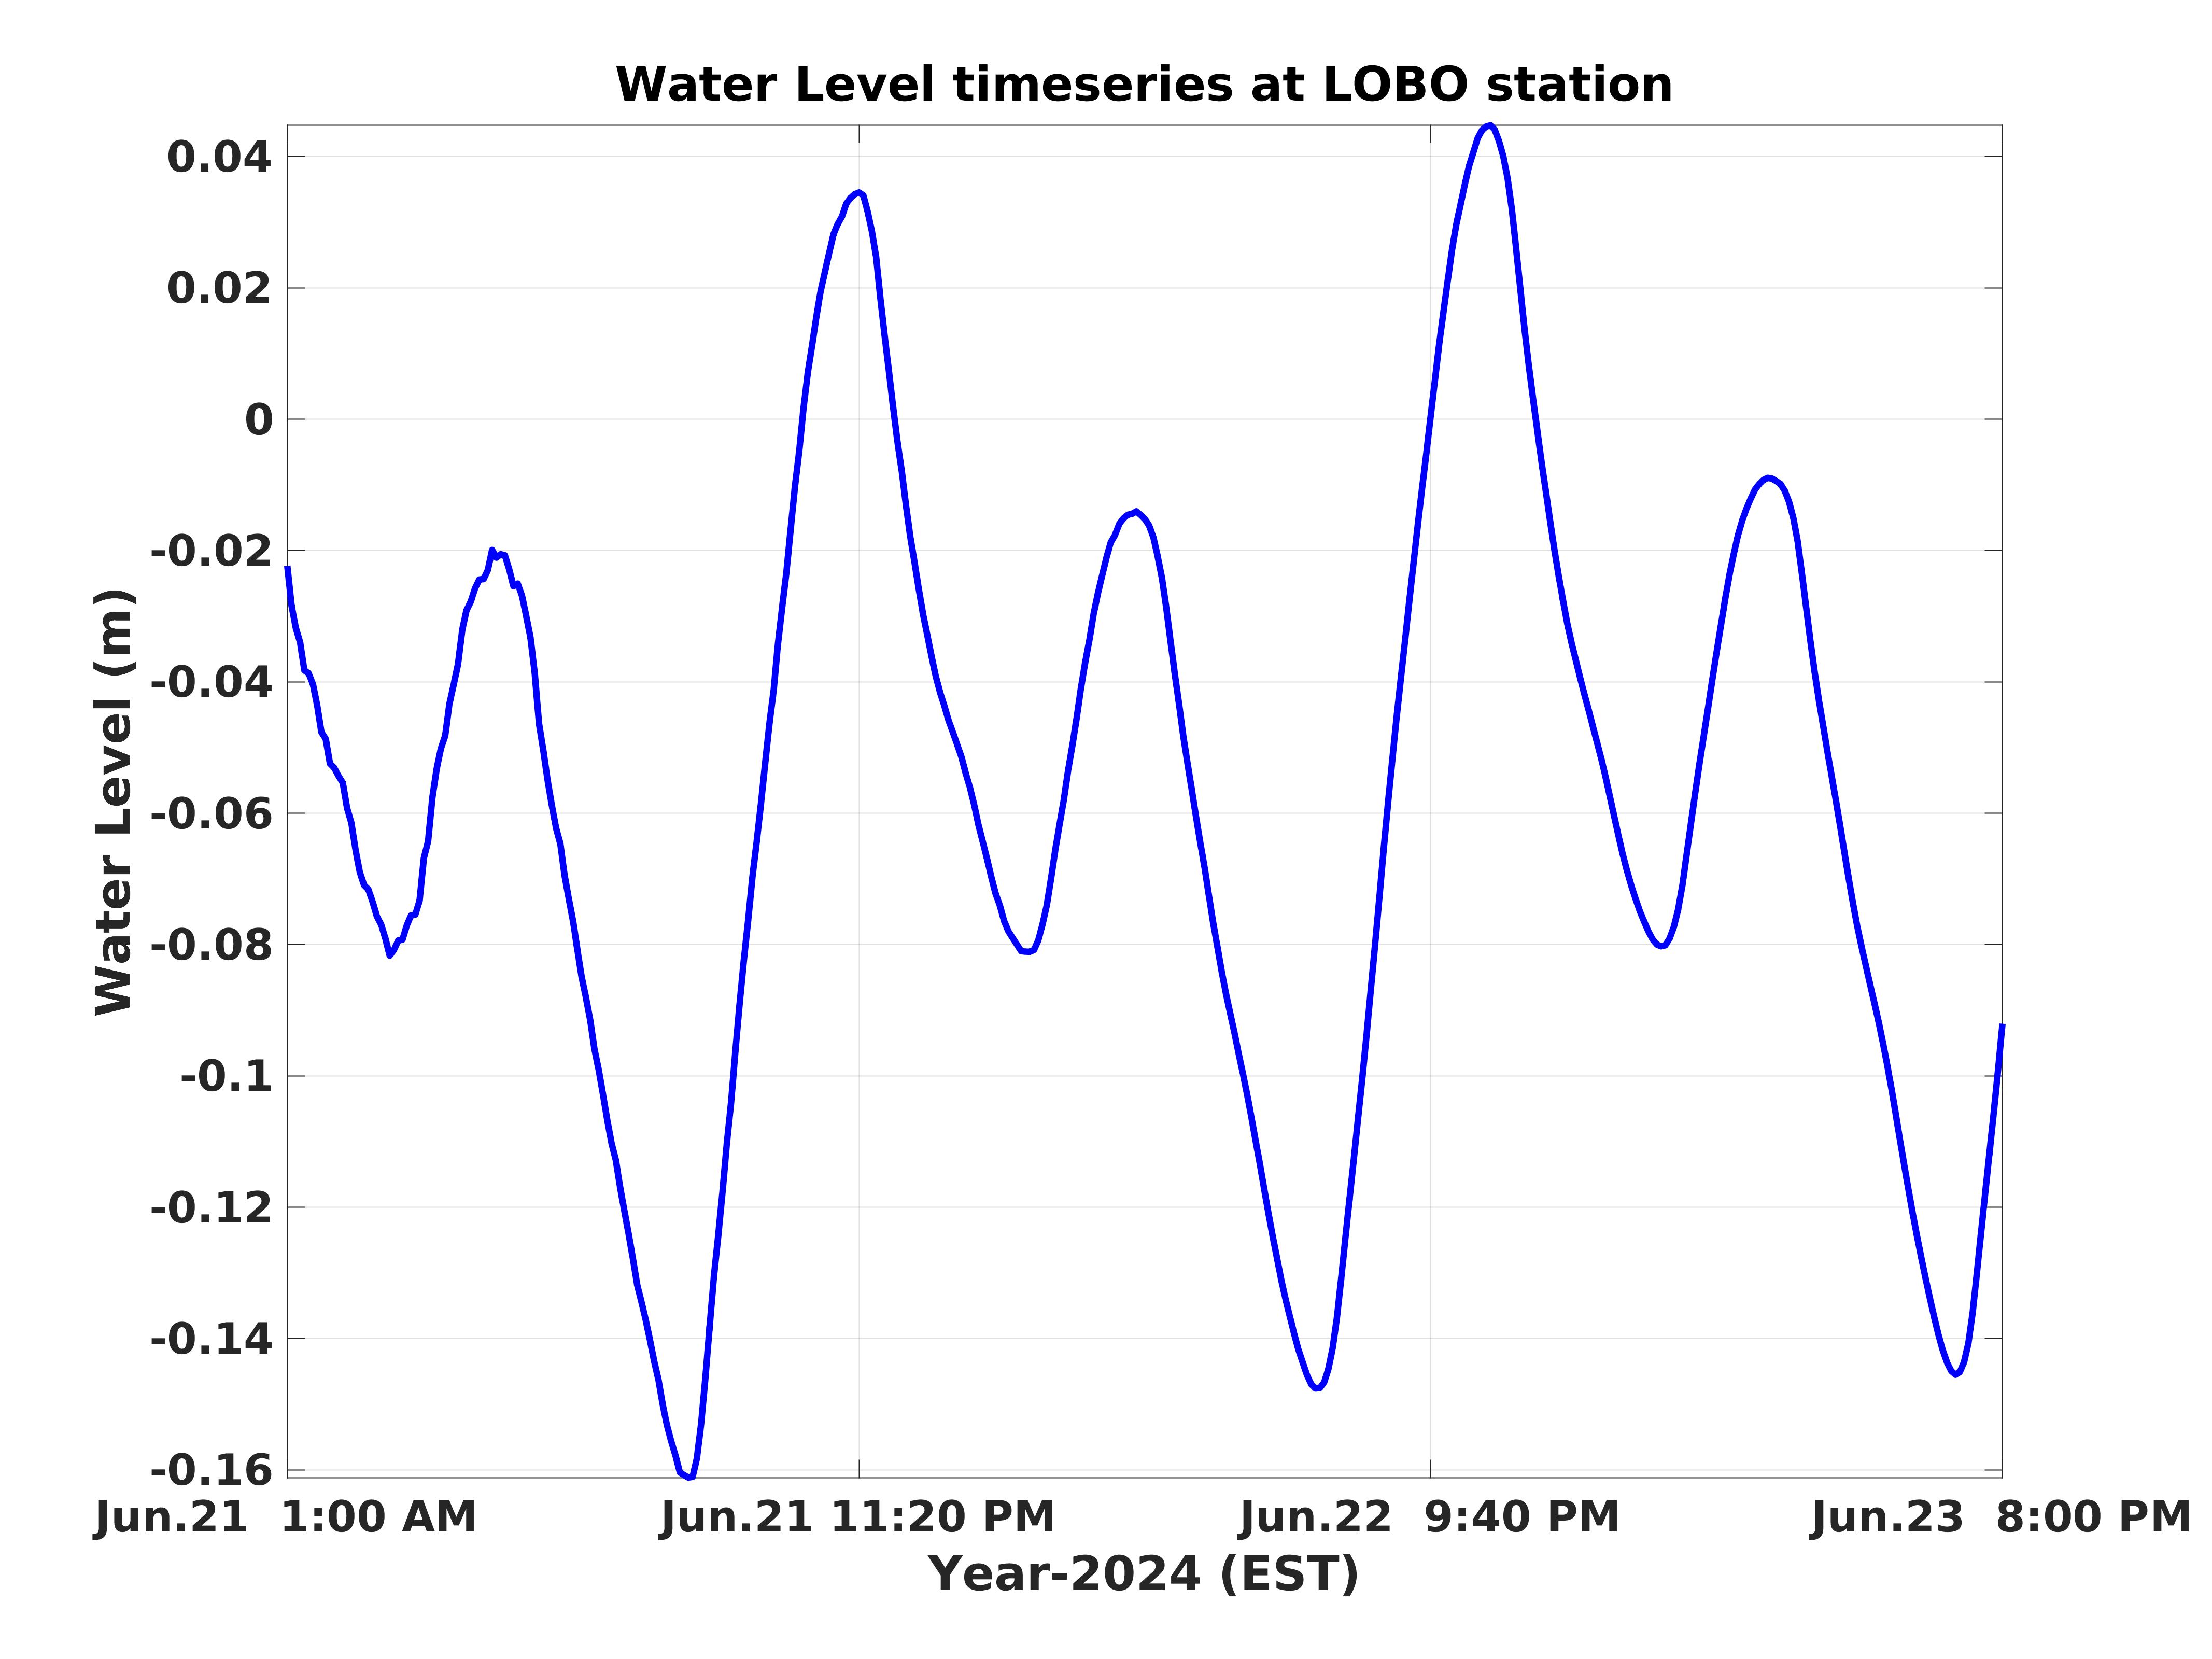 Water Level timeseries at LOBO station
0.04
0.02
0
-0.02
-0.04
-0.06
-0.08
-0.1
-0.12
-0.14
-0.16
Water Level (m)
Jun.21 1:00 AM
Jun.21 11:20 PM
Jun.22 9:40 PM
Jun.23 8:00 PM
Year-2024 (EST)